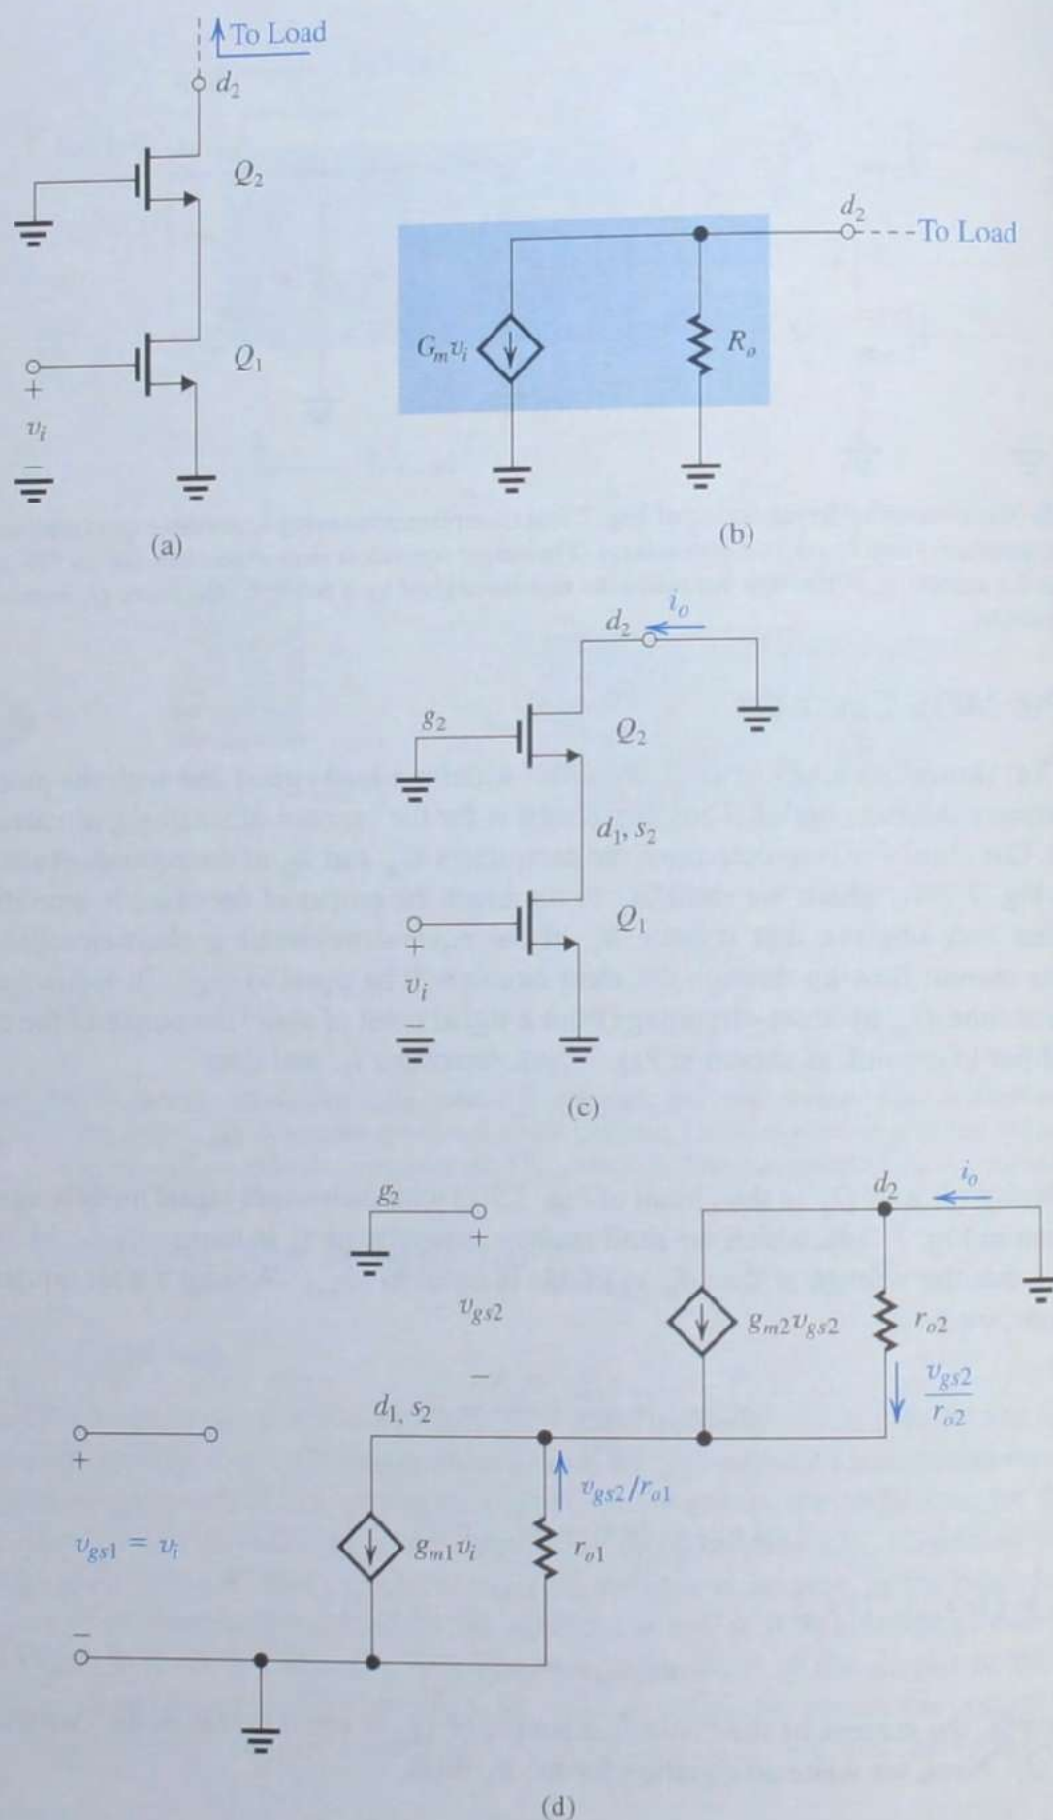 To Load
d2
Q2
Q1
+
vi
−
(a)
d2
To Load
Gmvi
Ro
(b)
d2
io
g2
Q2
d1, s2
Q1
+
vi
−
(c)
g2
+
vgs2
−
d2
io
gm2vgs2
ro2
vgs2
ro2
d1, s2
+
vgs2/ro1
vgs1 = vi
gm1vi
ro1
−
(d)